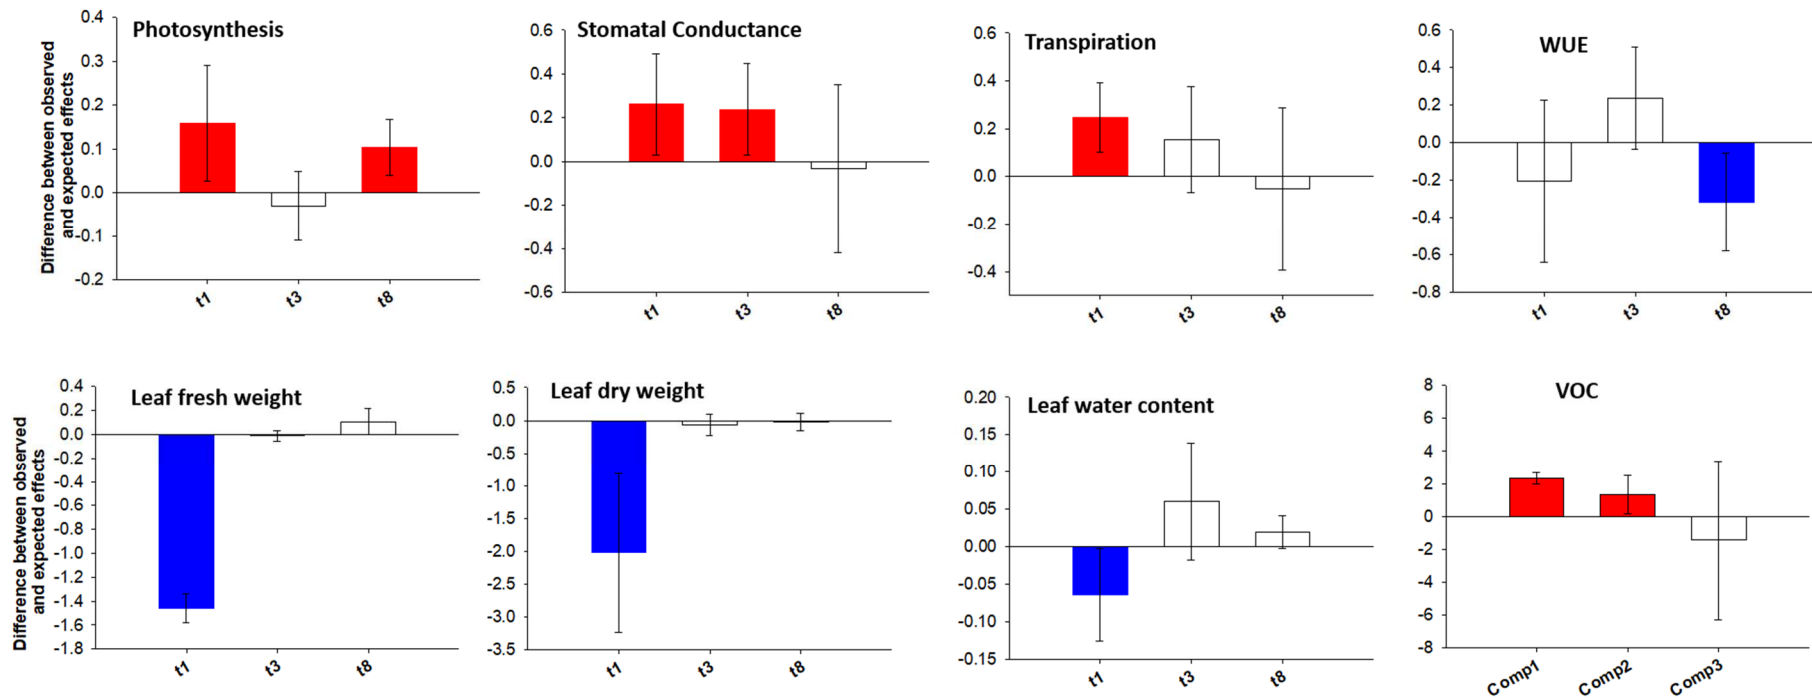 Photosynthesis
Difference between observed
and expected effects
0.4
0.3
0.2
0.1
0.0
-0.1
-0.2
t1
t3
t8
Stomatal Conductance
0.6
0.4
0.2
0.0
-0.2
-0.4
-0.6
t1
t3
t8
Transpiration
0.6
0.4
0.2
0.0
-0.2
-0.4
t1
t3
t8
WUE
0.6
0.4
0.2
0.0
-0.2
-0.4
-0.6
-0.8
t1
t3
t8
Leaf fresh weight
Difference between observed
and expected effects
0.4
0.2
0.0
-0.2
-0.4
-0.6
-0.8
-1.0
-1.2
-1.4
-1.6
-1.8
t1
t3
t8
Leaf dry weight
0.5
0.0
-0.5
-1.0
-1.5
-2.0
-2.5
-3.0
-3.5
t1
t3
t8
Leaf water content
0.20
0.15
0.10
0.05
0.00
-0.05
-0.10
-0.15
t1
t3
t8
VOC
8
6
4
2
0
-2
-4
-6
-8
Comp1
Comp2
Comp3